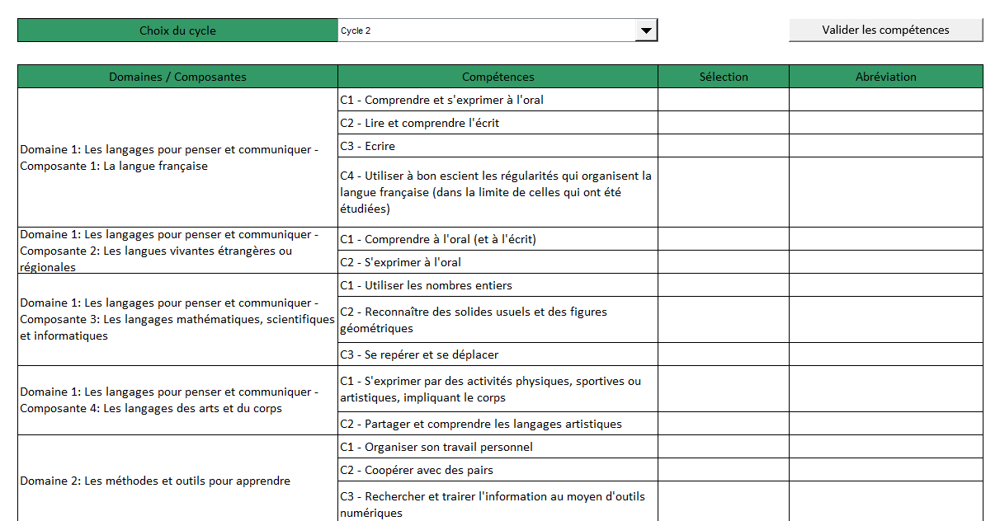 Choix du cycle
Cycle 2
Valider les compétences
Domaines / Composantes
Compétences
Sélection
Abréviation
Domaine 1: Les langages pour penser et communiquer -
Composante 1: La langue française
C1 - Comprendre et s'exprimer à l'oral
C2 - Lire et comprendre l'écrit
C3 - Ecrire
C4 - Utiliser à bon escient les régularités qui organisent la
langue française (dans la limite de celles qui ont été
étudiées)
Domaine 1: Les langages pour penser et communiquer -
Composante 2: Les langues vivantes étrangères ou
régionales
C1 - Comprendre à l'oral (et à l'écrit)
C2 - S'exprimer à l'oral
Domaine 1: Les langages pour penser et communiquer -
Composante 3: Les langages mathématiques, scientifiques
et informatiques
C1 - Utiliser les nombres entiers
C2 - Reconnaître des solides usuels et des figures
géométriques
C3 - Se repérer et se déplacer
Domaine 1: Les langages pour penser et communiquer -
Composante 4: Les langages des arts et du corps
C1 - S'exprimer par des activités physiques, sportives ou
artistiques, impliquant le corps
C2 - Partager et comprendre les langages artistiques
Domaine 2: Les méthodes et outils pour apprendre
C1 - Organiser son travail personnel
C2 - Coopérer avec des pairs
C3 - Rechercher et trairer l'information au moyen d'outils
numériques